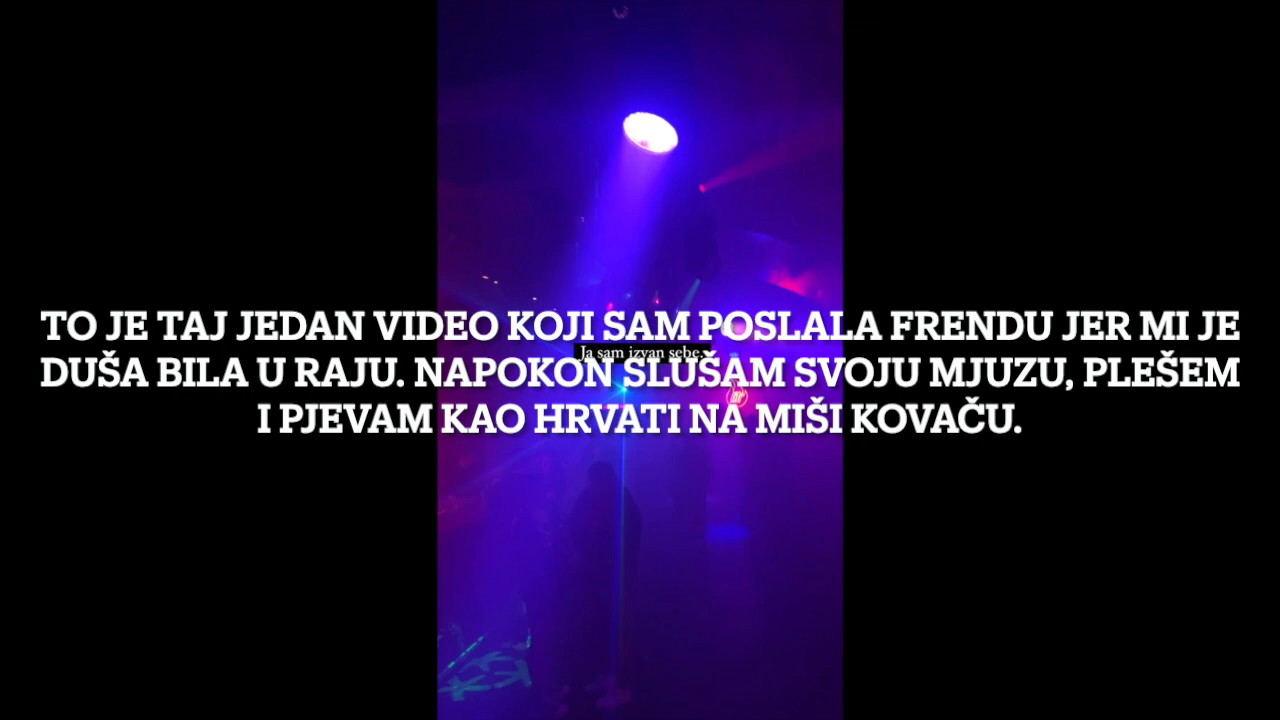 TO JE TAJ JEDAN VIDEO KOJI SAM POSLALA FRENDU JER MI JE
Ja sam izvan sebe.
DUŠA BILA U RAJU. NAPOKON SLUŠAM SVOJU MJUZU, PLEŠEM
I PJEVAM KAO HRVATI NA MIŠI KOVAČU.